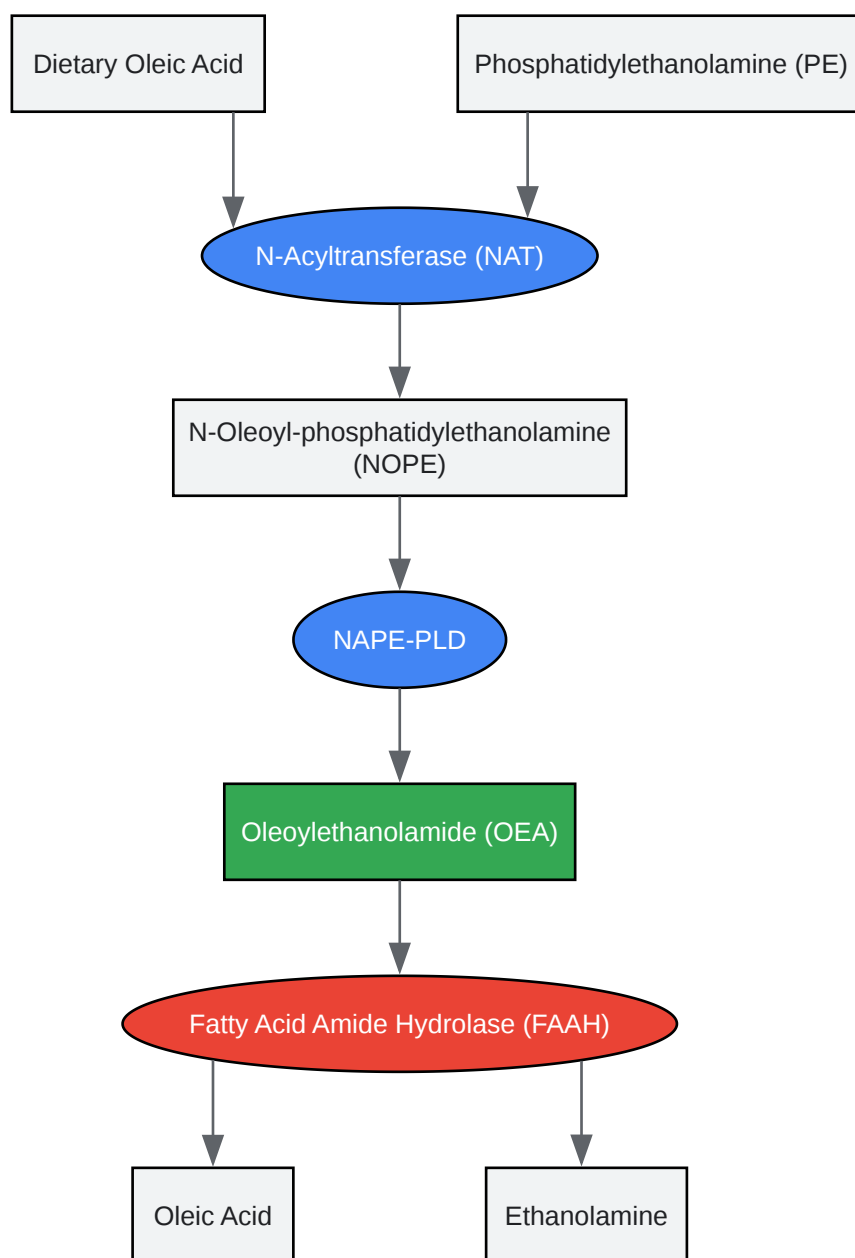 Dietary Oleic Acid
Phosphatidylethanolamine (PE)
N-Acyltransferase (NAT)
N-Oleoyl-phosphatidylethanolamine
(NOPE)
NAPE-PLD
Oleoylethanolamide (OEA)
Fatty Acid Amide Hydrolase (FAAH)
Oleic Acid
Ethanolamine